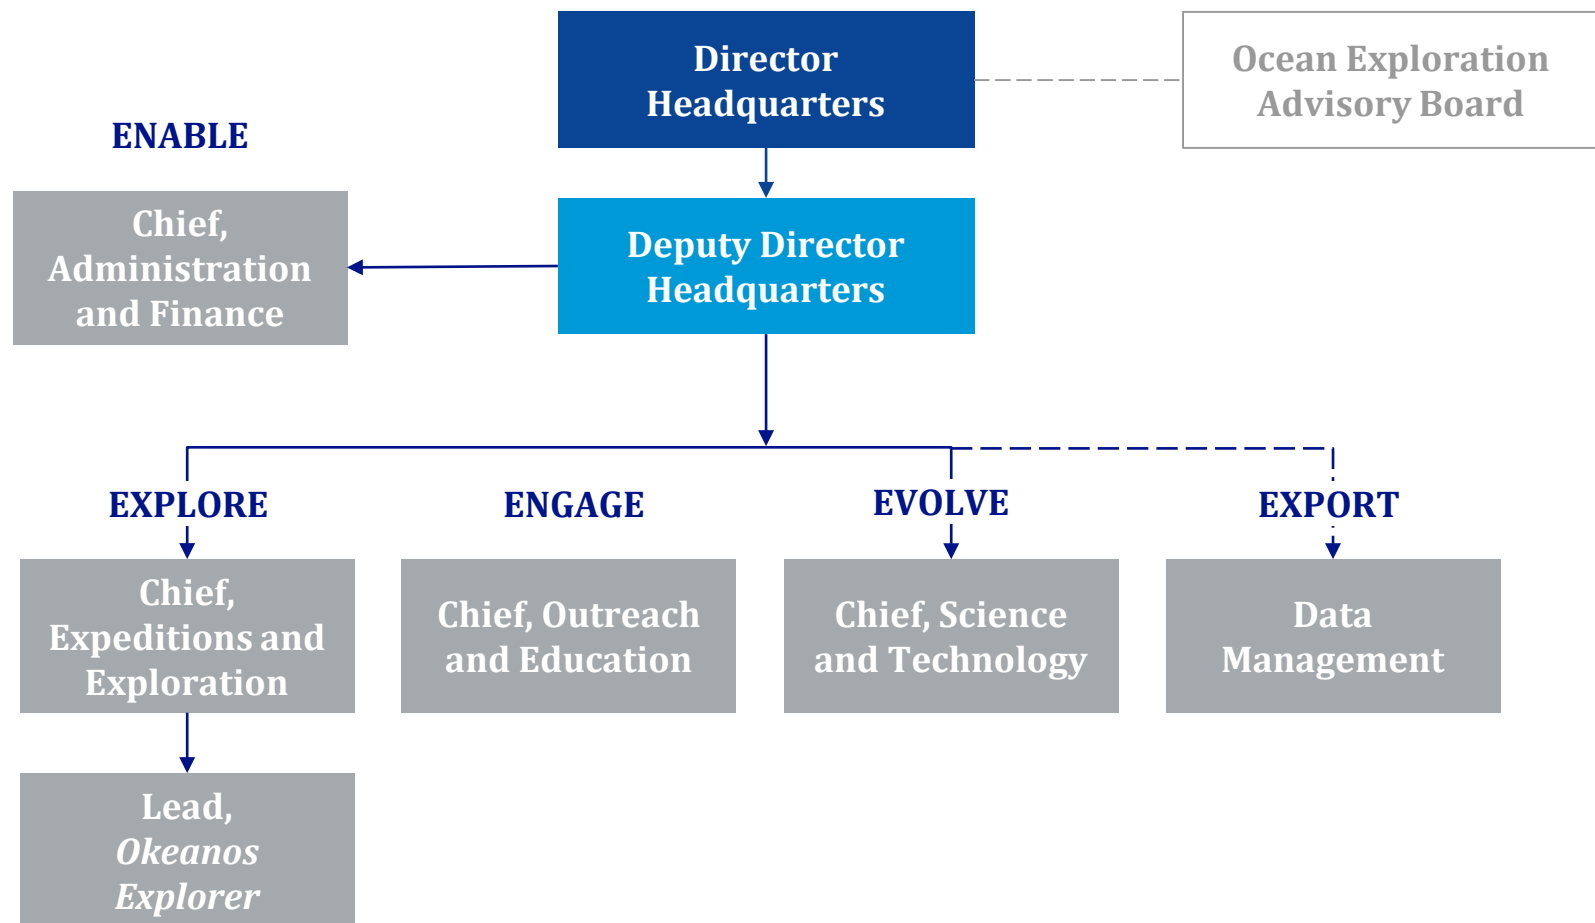 Director
Headquarters
Ocean Exploration
Advisory Board
ENABLE
Chief,
Administration
and Finance
Deputy Director
Headquarters
EXPLORE
ENGAGE
EVOLVE
EXPORT
Chief,
Expeditions and
Exploration
Chief, Outreach
and Education
Chief, Science
and Technology
Data
Management
Lead,
Okeanos
Explorer